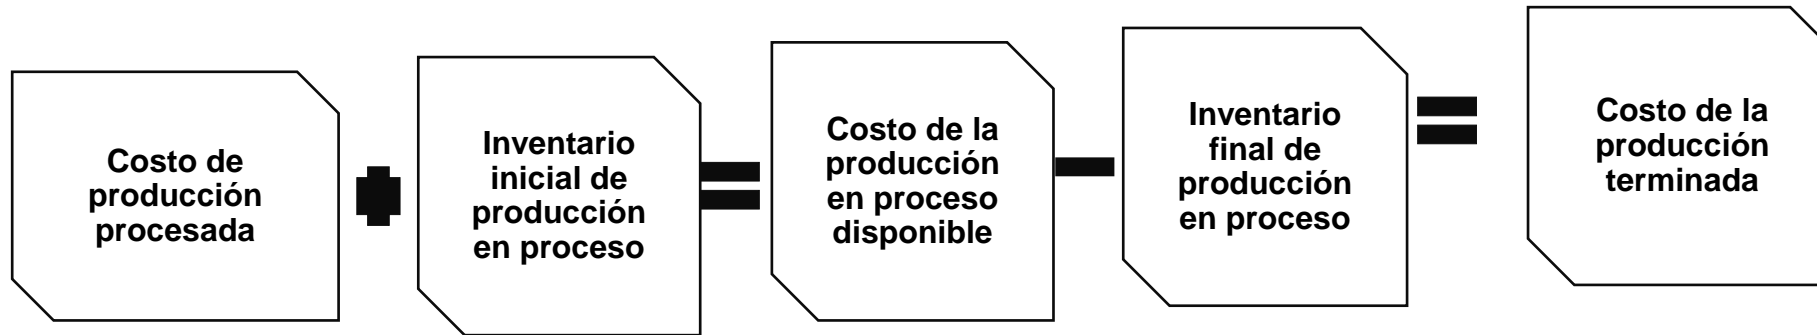 Costo de
producción
procesada
Inventario
inicial de
producción
en proceso
Costo de la
producción
en proceso
disponible
Inventario
final de
producción
en proceso
Costo de la
producción
terminada